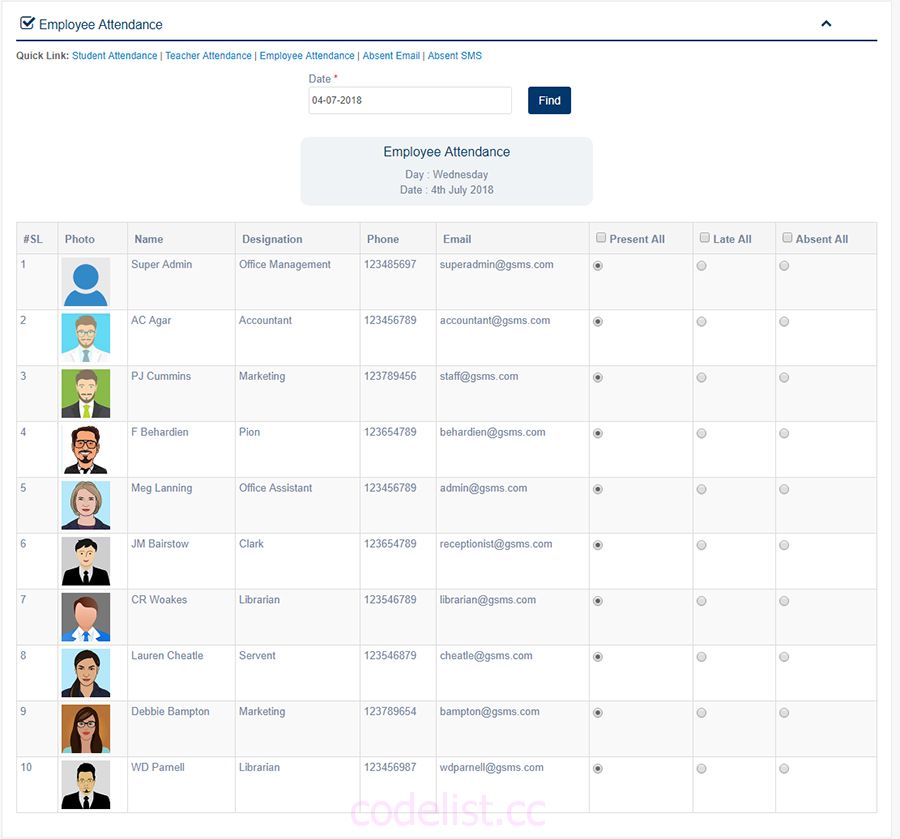 Employee Attendance
Quick Link: Student Attendance | Teacher Attendance | Employee Attendance | Absent Email | Absent SMS
Date *
04-07-2018 Find
Employee Attendance
Day : Wednesday
Date : 4th July 2018
#SL Photo Name Designation Phone Email Present All Late All Absent All
1 Super Admin Office Management 123485697 superadmin@gsms.com
2 AC Agar Accountant 123456789 accountant@gsms.com
3 PJ Cummins Marketing 123789456 staff@gsms.com
4 F Behardien Pion 123654789 behardien@gsms.com
5 Meg Lanning Office Assistant 123456789 admin@gsms.com
6 JM Bairstow Clark 123654789 receptionist@gsms.com
7 CR Woakes Librarian 123546789 librarian@gsms.com
8 Lauren Cheatle Servent 123546879 cheatle@gsms.com
9 Debbie Bampton Marketing 123789654 bampton@gsms.com
10 WD Parnell Librarian 123456987 wdparnell@gsms.com
codelist.cc